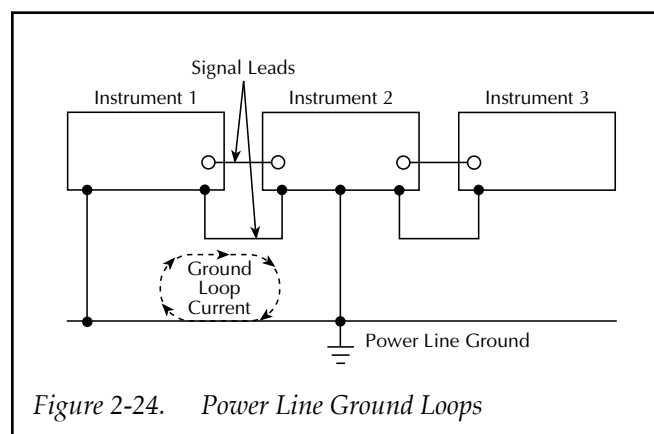 Signal Leads
Instrument 1
Instrument 2
Instrument 3
Ground
Loop
Current
Power Line Ground
Figure 2-24. Power Line Ground Loops